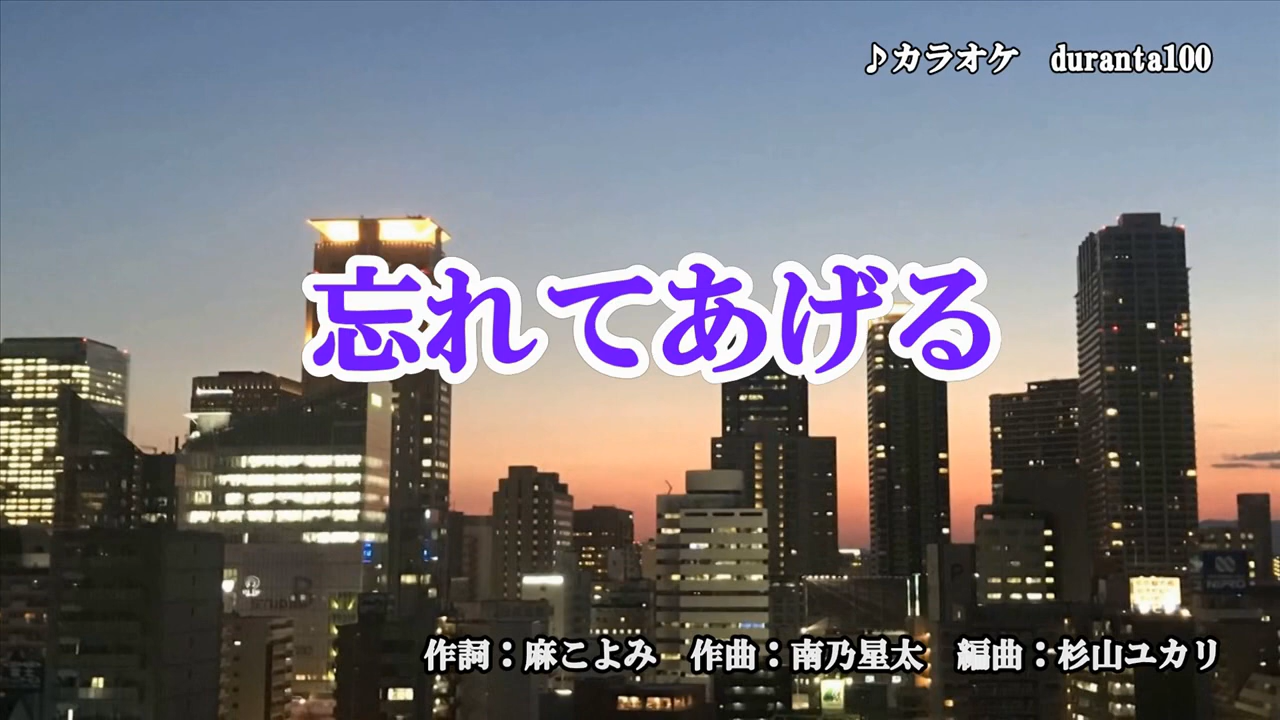 ♪カラオケ　duranta100
忘れてあげる
作詞：麻こよみ　作曲：南乃星太　編曲：杉山ユカリ